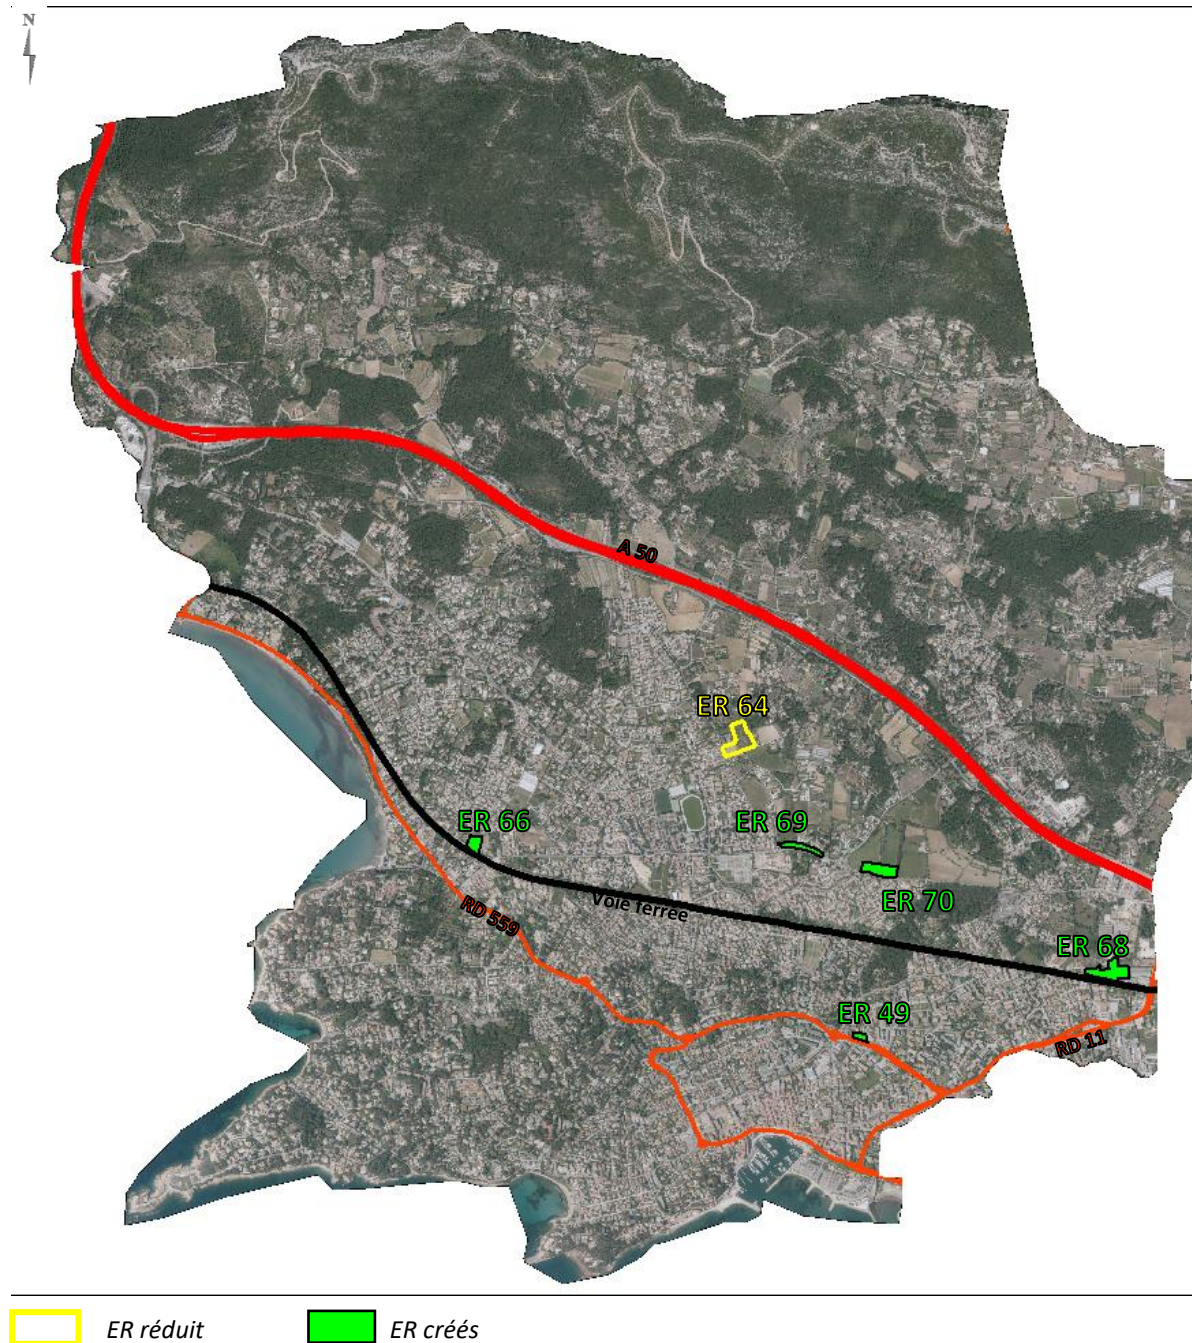 N
A 50
ER 64
ER 66
ER 69
ER 70
RD 559
Voie ferrée
ER 68
ER 49
RD 11
ER réduit
ER créés